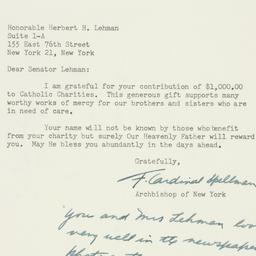 Honorable Herbert H. Lehman
Suite 1-A
155 East 76th Street
New York 21, New York
Dear Senator Lehman:
I am grateful for your contribution of $1,000.00
to Catholic Charities. This generous gift supports many
worthy works of mercy for our brothers and sisters who are
in need of care.
Your name will not be known by those who benefit
from your charity but surely Our Heavenly Father will reward
you. May He bless you abundantly in the days ahead.
Gratefully,
F. Cardinal Spellman
Archbishop of New York
you and Mrs Lehman loo
very well in the newspape